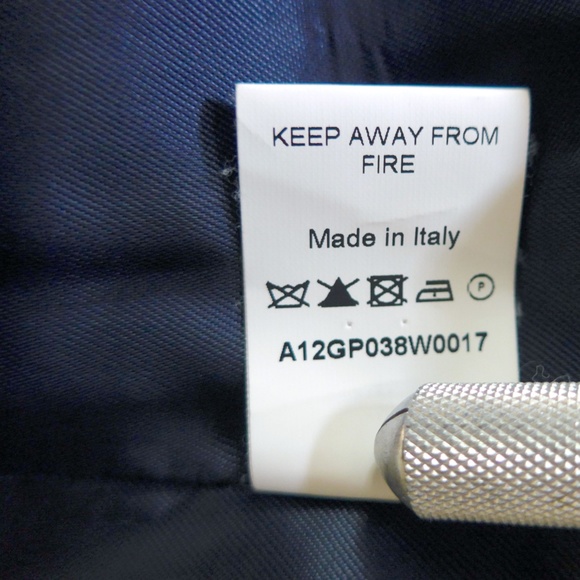 KEEP AWAY FROM
FIRE
Made in Italy
P
A12GP038W0017